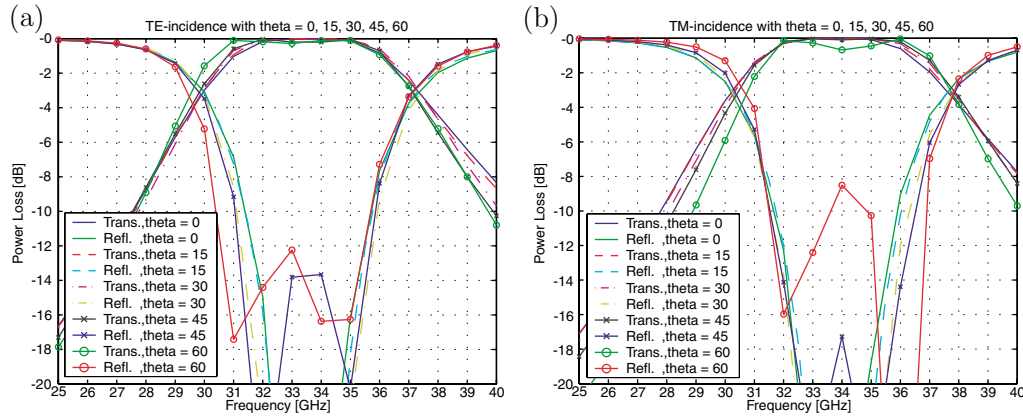 (a)
TE-incidence with theta = 0, 15, 30, 45, 60
Power Loss [dB]
-0
-2
-4
-6
-8
-10
-12
-14
-16
-18
-20
Trans.,theta = 0
Refl. ,theta = 0
Trans.,theta = 15
Refl. ,theta = 15
Trans.,theta = 30
Refl. ,theta = 30
Trans.,theta = 45
Refl. ,theta = 45
Trans.,theta = 60
Refl. ,theta = 60
25 26 27 28 29 30 31 32 33 34 35 36 37 38 39 40
Frequency [GHz]
(b)
TM-incidence with theta = 0, 15, 30, 45, 60
Power Loss [dB]
-0
-2
-4
-6
-8
-10
-12
-14
-16
-18
-20
Trans.,theta = 0
Refl. ,theta = 0
Trans.,theta = 15
Refl. ,theta = 15
Trans.,theta = 30
Refl. ,theta = 30
Trans.,theta = 45
Refl. ,theta = 45
Trans.,theta = 60
Refl. ,theta = 60
25 26 27 28 29 30 31 32 33 34 35 36 37 38 39 40
Frequency [GHz]